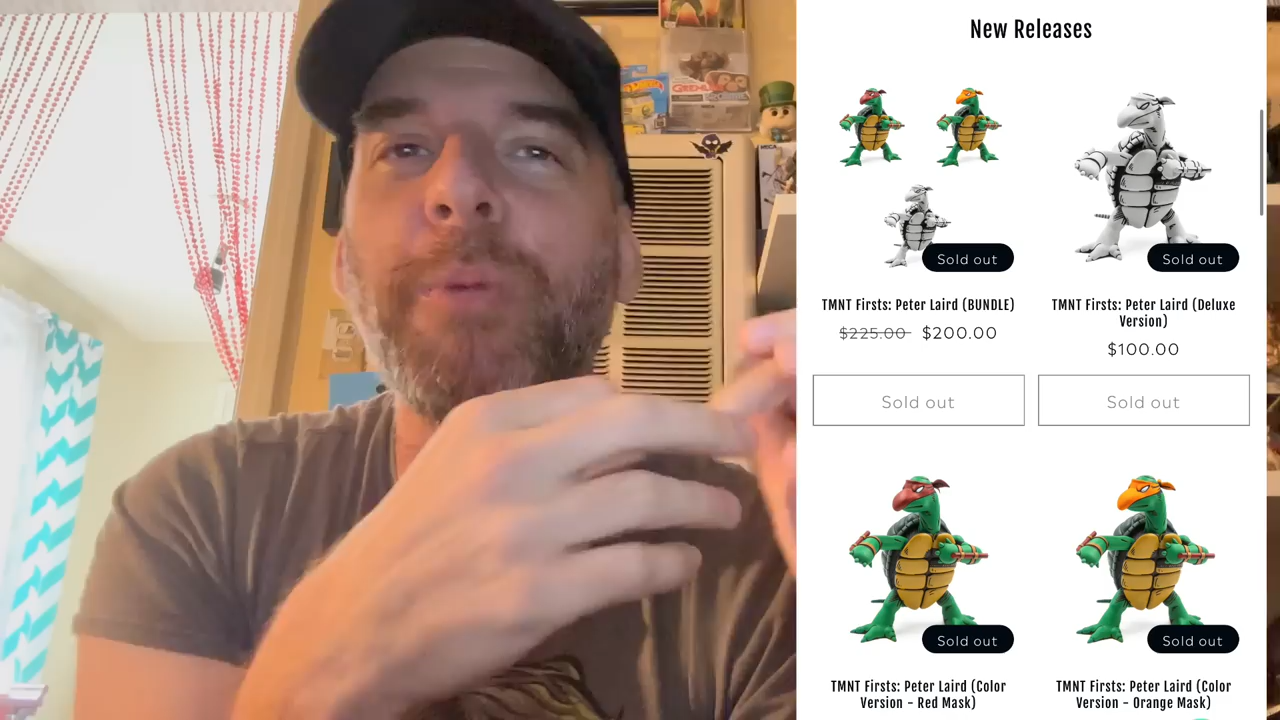 New Releases
Sold out
Sold out
TMNT Firsts: Peter Laird (BUNDLE)
$225.00 $200.00
TMNT Firsts: Peter Laird (Deluxe
Version)
$100.00
Sold out
Sold out
Sold out
Sold out
TMNT Firsts: Peter Laird (Color
Version - Red Mask)
TMNT Firsts: Peter Laird (Color
Version - Orange Mask)
GREMLINS
NECA